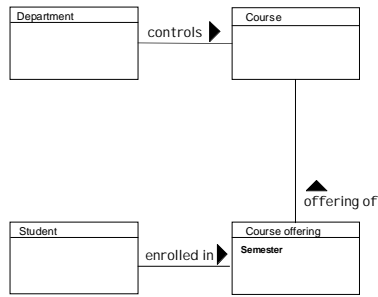 Department
controls
Course
offering of
Student
enrolled in
Course offering
Semester